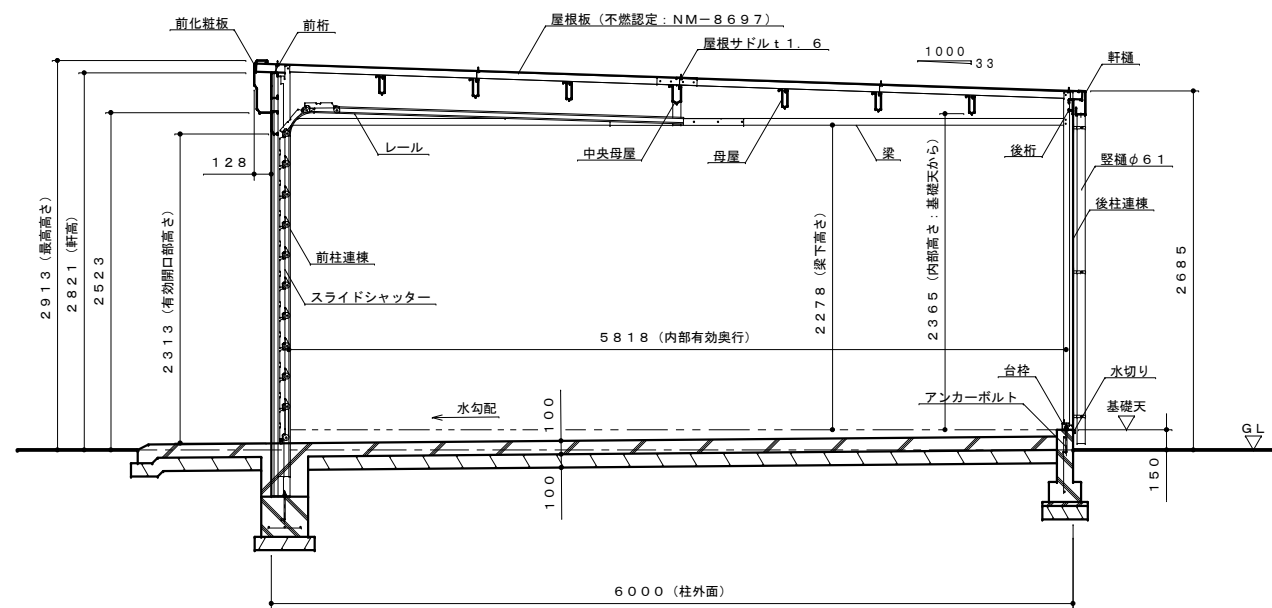 前化粧板
前桁
屋根板（不燃認定：NM－8697）
屋根サドルｔ1．6
1000
33
軒樋
128
レール
中央母屋
母屋
梁
後桁
竪樋φ61
後柱連棟
前柱連棟
スライドシャッター
2913（最高高さ）
2821（軒高）
2523
2313（有効開口部高さ）
2278（梁下高さ）
2365（内部高さ：基礎天から）
2685
5818（内部有効奥行）
台枠
水切り
アンカーボルト
基礎天
水勾配
100
100
GL
150
6000（柱外面）